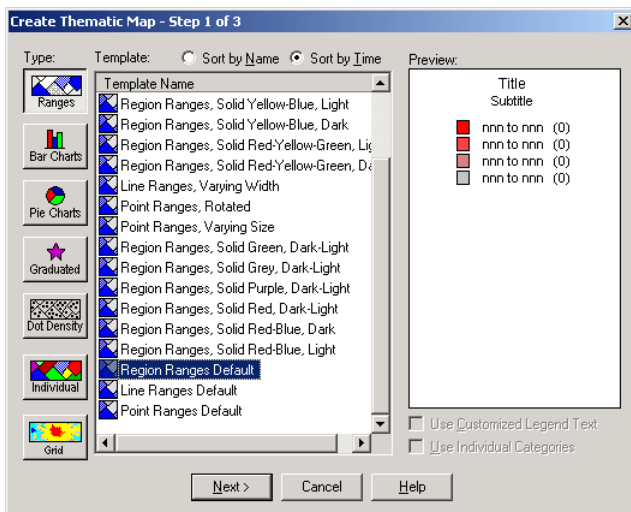 Create Thematic Map - Step 1 of 3
Type:
Template:
Sort by Name
Sort by Time
Preview:
Ranges
Bar Charts
Pie Charts
Graduated
Dot Density
Individual
Grid
Template Name
Region Ranges, Solid Yellow-Blue, Light
Region Ranges, Solid Yellow-Blue, Dark
Region Ranges, Solid Red-Yellow-Green, Lig
Region Ranges, Solid Red-Yellow-Green, Da
Line Ranges, Varying Width
Point Ranges, Rotated
Point Ranges, Varying Size
Region Ranges, Solid Green, Dark-Light
Region Ranges, Solid Grey, Dark-Light
Region Ranges, Solid Purple, Dark-Light
Region Ranges, Solid Red, Dark-Light
Region Ranges, Solid Red-Blue, Dark
Region Ranges, Solid Red-Blue, Light
Region Ranges Default
Line Ranges Default
Point Ranges Default
Title
Subtitle
nnn to nnn (0)
nnn to nnn (0)
nnn to nnn (0)
nnn to nnn (0)
Use Customized Legend Text
Use Individual Categories
Next >
Cancel
Help